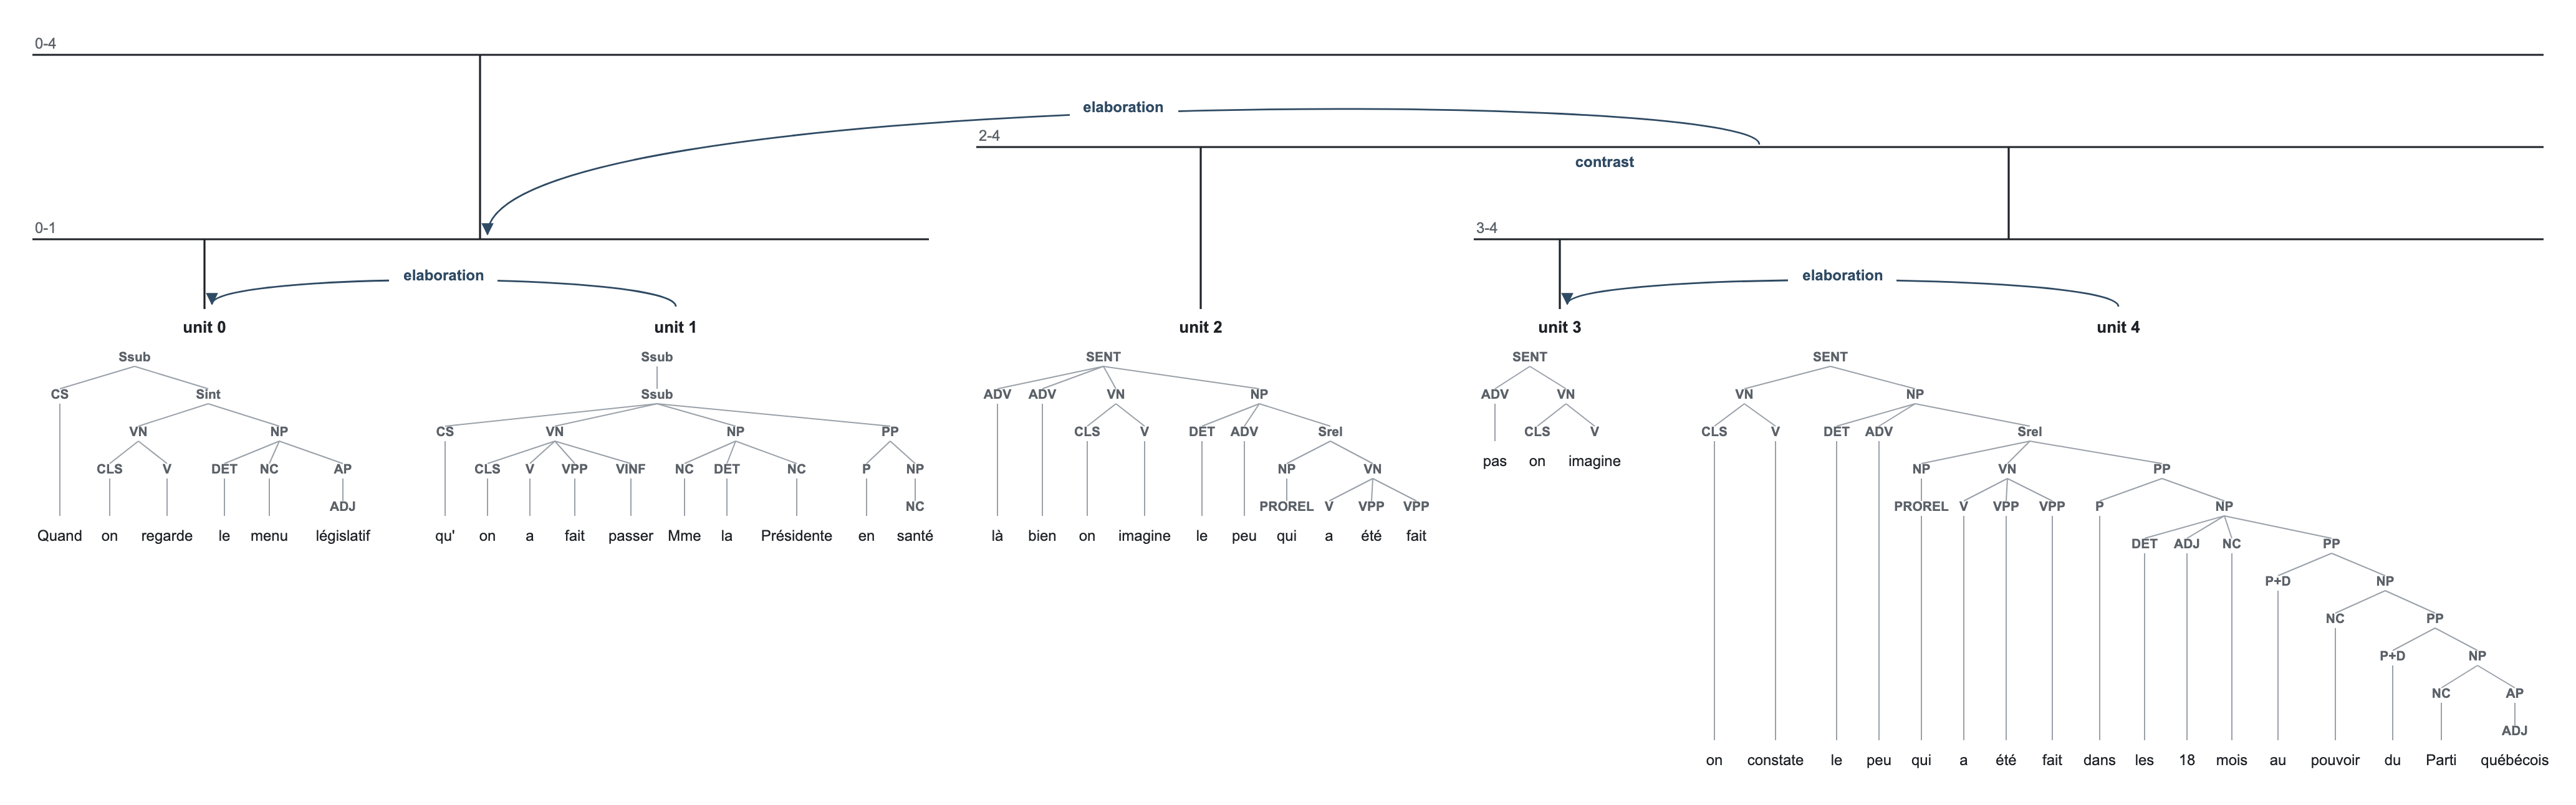 0-4
elaboration
2-4
contrast
0-1
3-4
elaboration elaboration
unit 0 unit 1 unit 2 unit 3 unit 4
Ssub Ssub SENT SENT SENT
CS Sint Ssub ADV ADV VN NP ADV VN VN NP
VN NP CS VN NP PP CLS V DET ADV Srel CLS V CLS V DET ADV Srel
pas on imagine
CLS V DET NC AP CLS V VPP VINF NC DET NC P NP NP VN NP VN PP
ADJ NC PROREL V VPP VPP PROREL V VPP VPP P NP
Quand on regarde le menu législatif qu' on a fait passer Mme la Présidente en santé là bien on imagine le peu qui a été fait
DET ADJ NC PP
P+D NP
NC PP
P+D NP
NC AP
ADJ
on constate le peu qui a été fait dans les 18 mois au pouvoir du Parti québécois